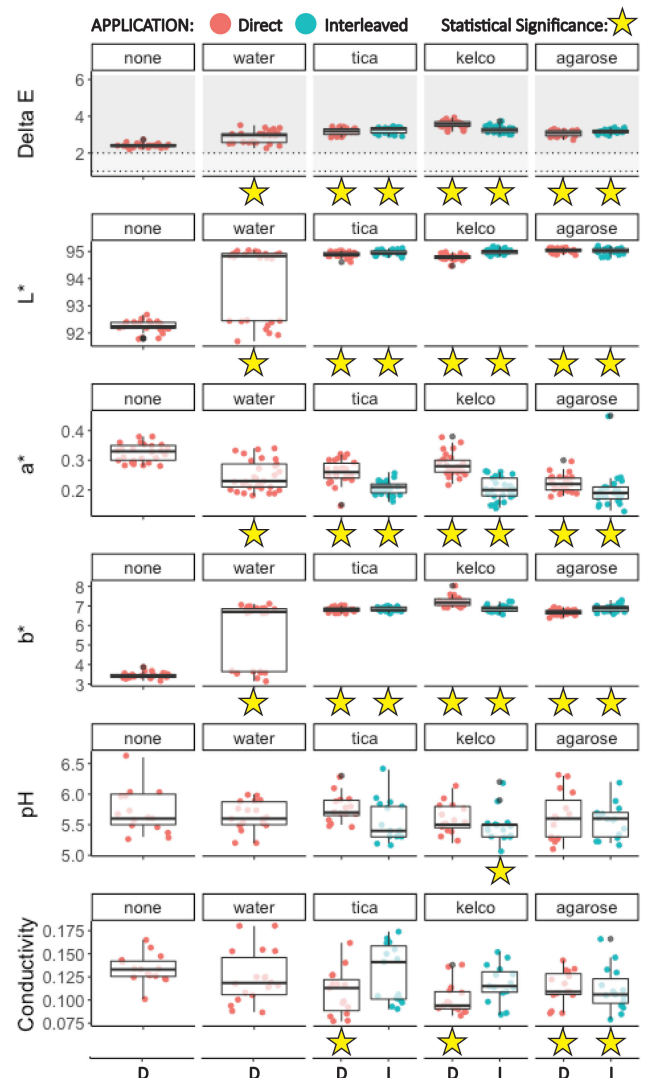 APPLICATION: Direct Interleaved Statistical Significance:
none water tica kelco agarose
Delta E
6
4
2
none water tica kelco agarose
L*
95
94
93
92
none water tica kelco agarose
a*
0.4
0.3
0.2
none water tica kelco agarose
b*
8
7
6
5
4
3
none water tica kelco agarose
pH
6.5
6.0
5.5
5.0
none water tica kelco agarose
Conductivity
0.175
0.150
0.125
0.100
0.075
D D D I D I D I